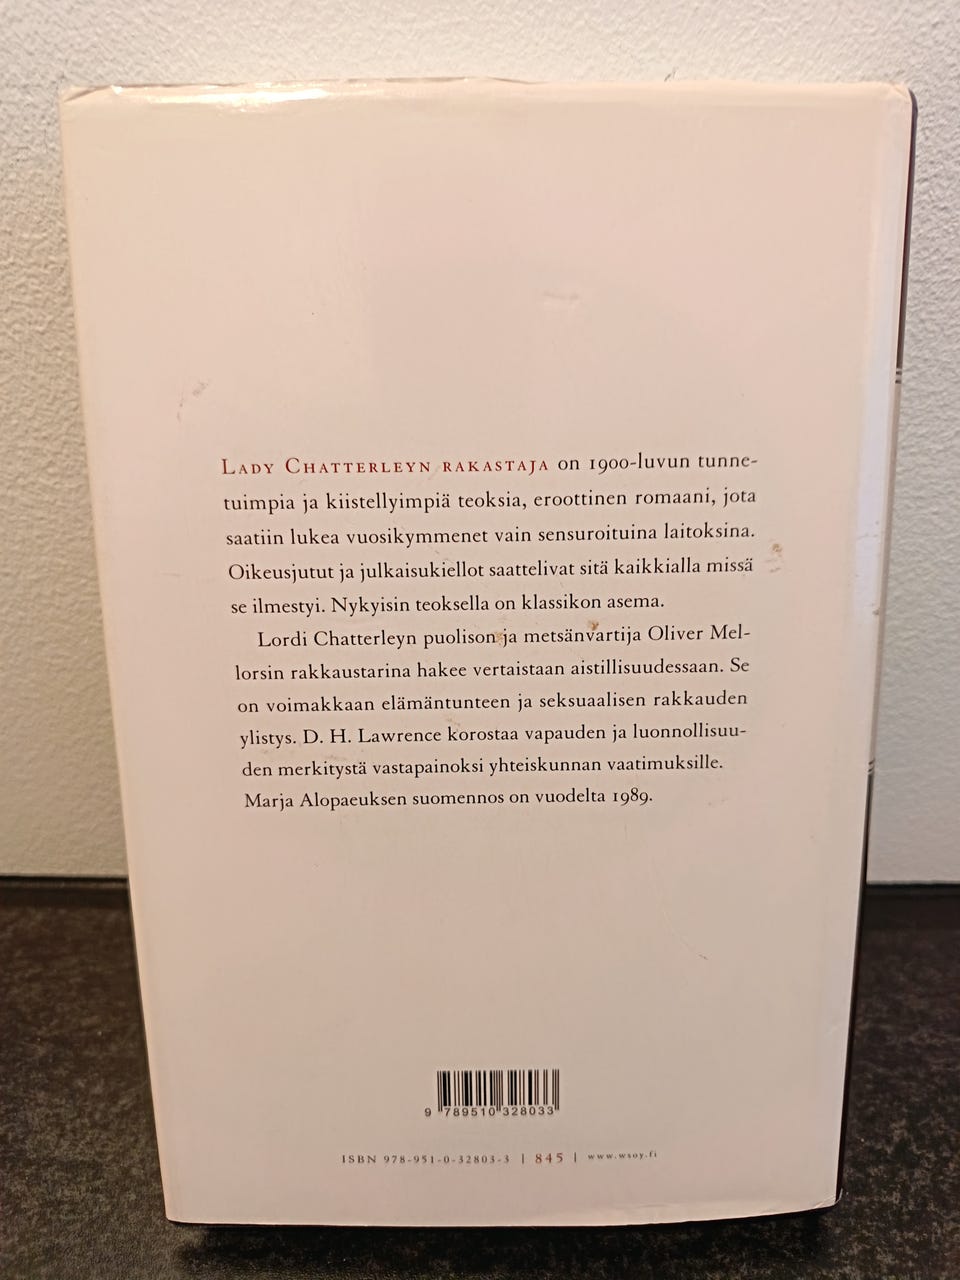 LADY CHATTERLEYN RAKASTAJA on 1900-luvun tunne-
tuimpia ja kiistellyimpiä teoksia, eroottinen romaani, jota
saatiin lukea vuosikymmenet vain sensuroituina laitoksina.
Oikeusjutut ja julkaisukiellot saattelivat sitä kaikkialla missä
se ilmestyi. Nykyisin teoksella on klassikon asema.
Lordi Chatterleyn puolison ja metsänvartija Oliver Mel-
lorsin rakkaustarina hakee vertaistaan aistillisuudessaan. Se
on voimakkaan elämäntunteen ja seksuaalisen rakkauden
ylistys. D. H. Lawrence korostaa vapauden ja luonnollisuu-
den merkitystä vastapainoksi yhteiskunnan vaatimuksille.
Marja Alopaeuksen suomennos on vuodelta 1989.
9 789510 328033
ISBN 978-951-0-32803-3 | 845 | www.wsoy.fi